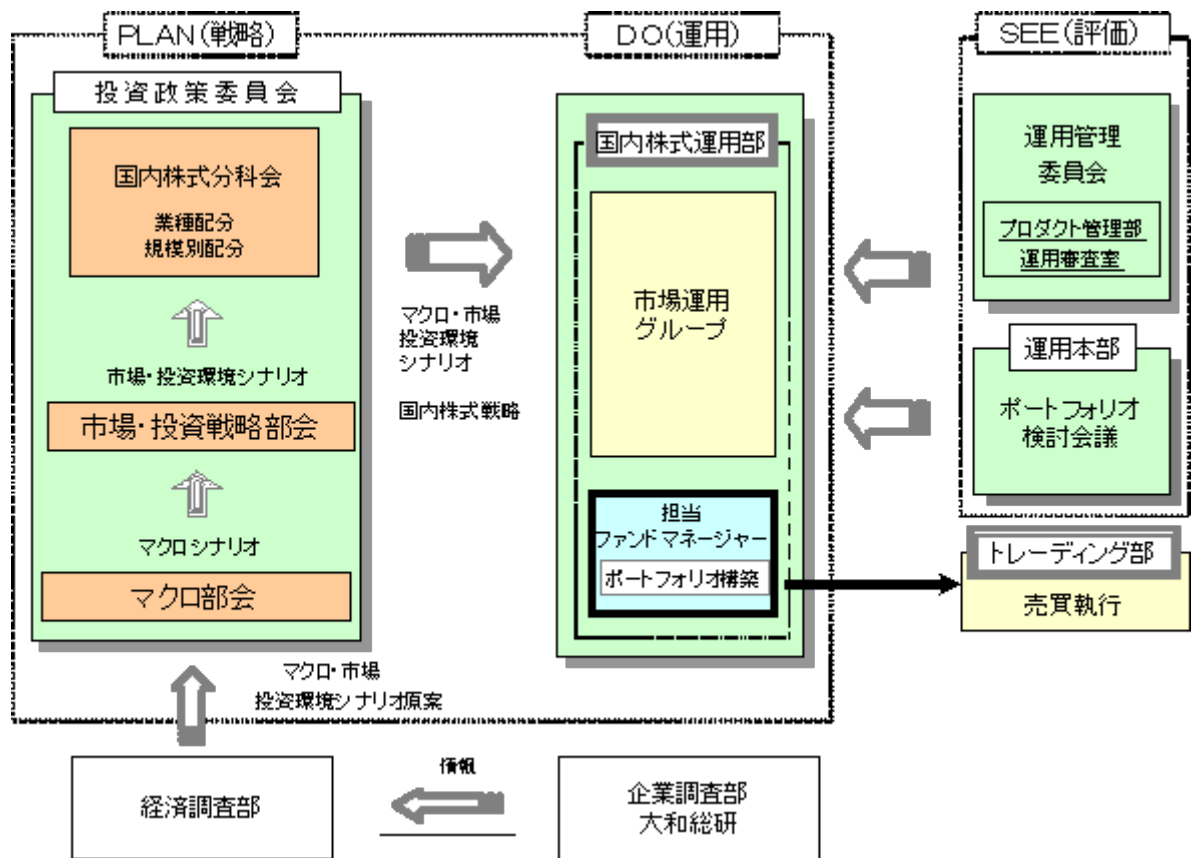 PLAN(戦略)
投資政策委員会
国内株式分科会
業種配分
規模別配分
市場・投資環境シナリオ
市場・投資戦略部会
マクロシナリオ
マクロ部会
マクロ・市場
投資環境
シナリオ
国内株式戦略
DO(運用)
国内株式運用部
市場運用
グループ
担当
ファンドマネージャー
ポートフォリオ構築
SEE(評価)
運用管理
委員会
プロダクト管理部
運用審査室
運用本部
ポートフォリオ
検討会議
トレーディング部
売買執行
マクロ・市場
投資環境シナリオ原案
経済調査部
情報
企業調査部
大和総研